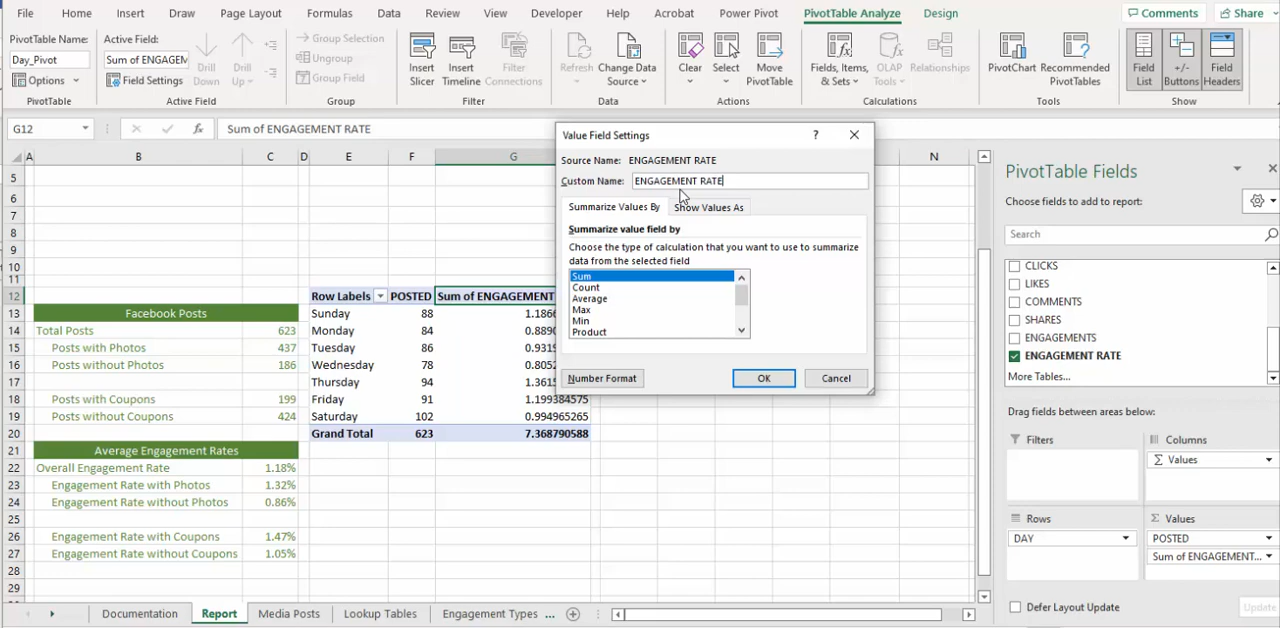 File Home Insert Draw Page Layout Formulas Data Review View Developer Help Acrobat Power Pivot PivotTable Analyze Design Comments Share
PivotTable Name:
Day_Pivot
Options
PivotTable
Active Field:
Sum of ENGAGEM
Field Settings
Drill Down
Drill Up
Active Field
Group Selection
Ungroup
Group Field
Group
Insert Slicer
Insert Timeline
Filter Connections
Filter
Refresh
Change Data Source
Data
Clear
Select
Move PivotTable
Actions
Fields, Items, & Sets
OLAP Tools
Relationships
Calculations
PivotChart
Recommended PivotTables
Tools
Field List
+/- Buttons
Field Headers
Show
G12 fx Sum of ENGAGEMENT RATE
A B C D E F G N
5
6
7
8
9
10
11
12 Row Labels POSTED Sum of ENGAGEMENT
13 Facebook Posts Sunday 88 1.1866
14 Total Posts 623 Monday 84 0.8890
15 Posts with Photos 437 Tuesday 86 0.9319
16 Posts without Photos 186 Wednesday 78 0.8052
17 Thursday 94 1.3615
18 Posts with Coupons 199 Friday 91 1.199384575
19 Posts without Coupons 424 Saturday 102 0.994965265
20 Grand Total 623 7.368790588
21 Average Engagement Rates
22 Overall Engagement Rate 1.18%
23 Engagement Rate with Photos 1.32%
24 Engagement Rate without Photos 0.86%
25
26 Engagement Rate with Coupons 1.47%
27 Engagement Rate without Coupons 1.05%
28
29
Value Field Settings ?
Source Name: ENGAGEMENT RATE
Custom Name: ENGAGEMENT RATE
Summarize Values By Show Values As
Summarize value field by
Choose the type of calculation that you want to use to summarize
data from the selected field
Sum
Count
Average
Max
Min
Product
Number Format OK Cancel
PivotTable Fields
Choose fields to add to report:
Search
CLICKS
LIKES
COMMENTS
SHARES
ENGAGEMENTS
ENGAGEMENT RATE
More Tables...
Drag fields between areas below:
Filters Columns
Σ Values
Rows Σ Values
DAY POSTED
Sum of ENGAGEMENT...
Defer Layout Update Update
Documentation Report Media Posts Lookup Tables Engagement Types ...